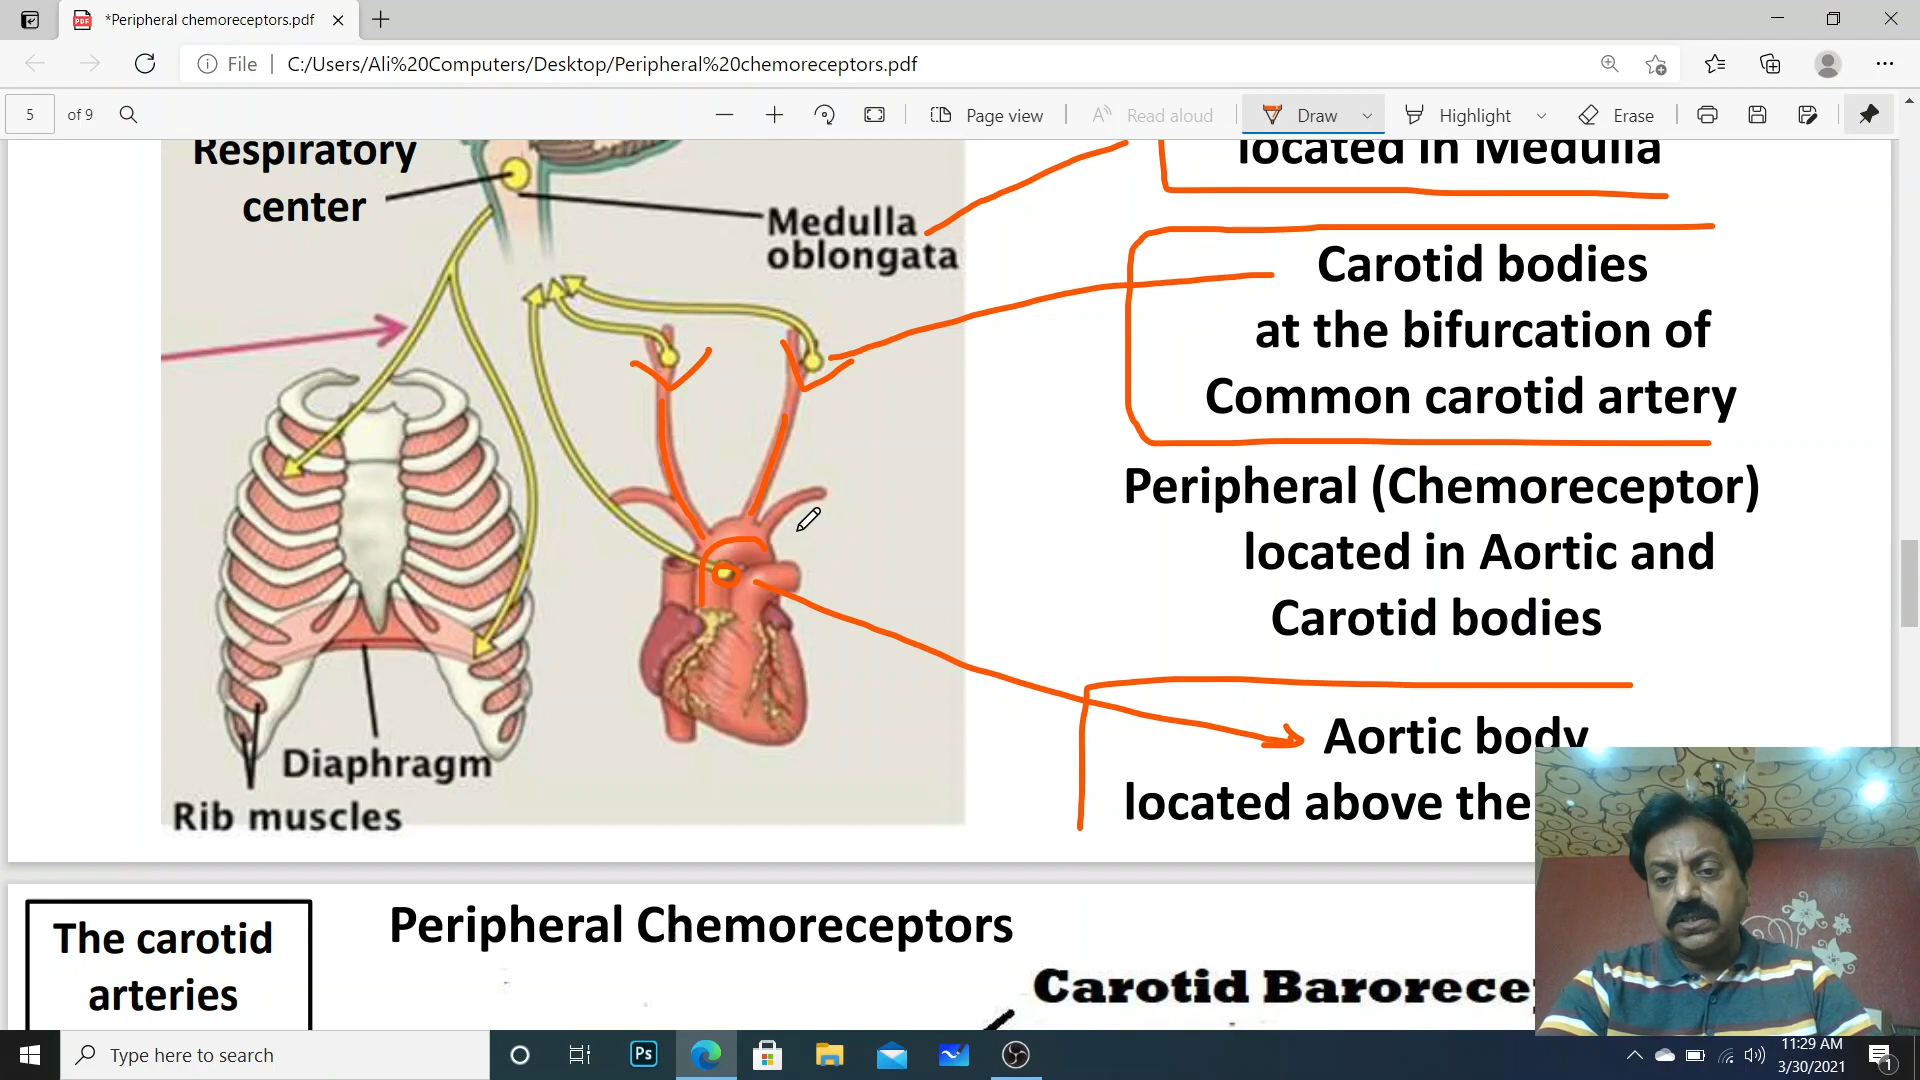 *Peripheral chemoreceptors.pdf
File
C:/Users/Ali%20Computers/Desktop/Peripheral%20chemoreceptors.pdf
5
of 9
Page view
Read aloud
Draw
Highlight
Erase
Respiratory
center
Medulla
oblongata
Diaphragm
Rib muscles
located in Medulla
Carotid bodies
at the bifurcation of
Common carotid artery
Peripheral (Chemoreceptor)
located in Aortic and
Carotid bodies
Aortic body
located above the
The carotid
arteries
Peripheral Chemoreceptors
Carotid Barorece
Type here to search
Ps
11:29 AM
3/30/2021
1